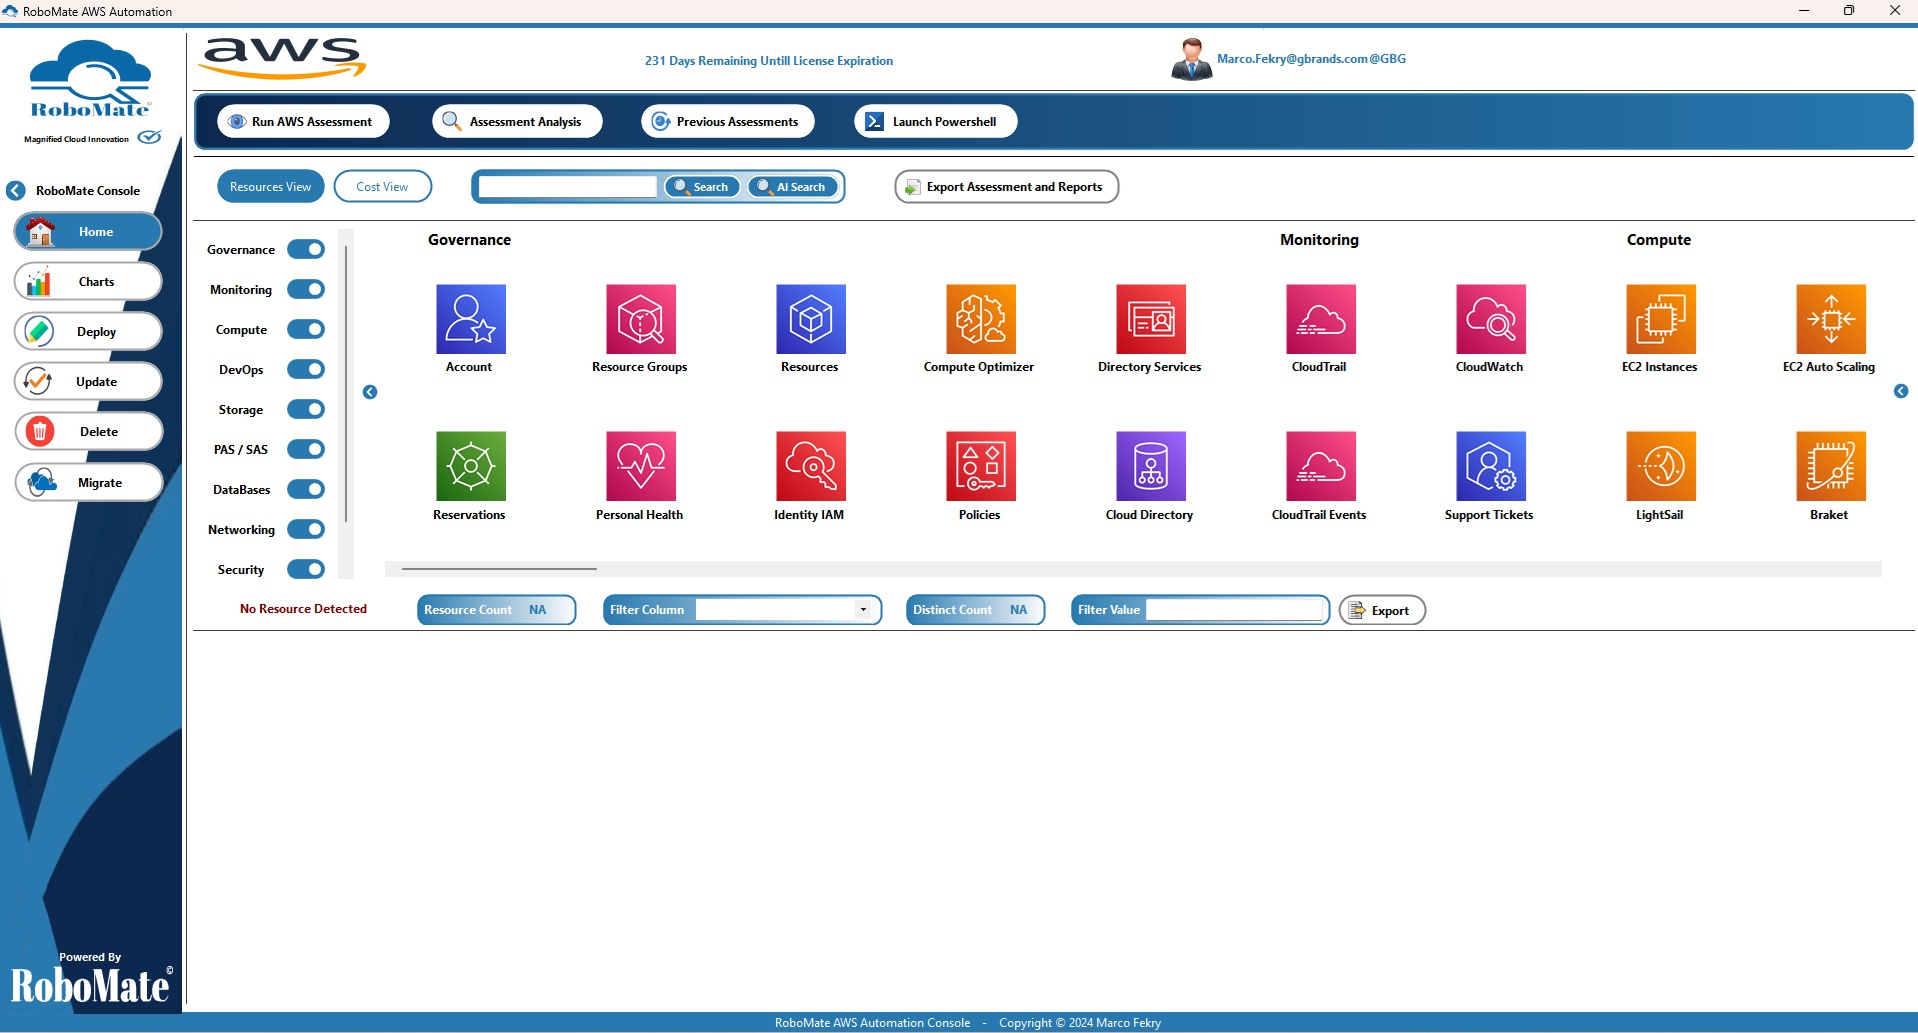 RoboMate AWS Automation
RoboMate
Magnified Cloud Innovation
aws
231 Days Remaining Untill License Expiration
Marco.Fekry@gbrands.com@GBG
Run AWS Assessment
Assessment Analysis
Previous Assessments
Launch Powershell
RoboMate Console
Home
Charts
Deploy
Update
Delete
Migrate
Resources View
Cost View
Search
AI Search
Export Assessment and Reports
Governance
Monitoring
Compute
DevOps
Storage
PAS / SAS
DataBases
Networking
Security
Governance
Monitoring
Compute
Account
Resource Groups
Resources
Compute Optimizer
Directory Services
CloudTrail
CloudWatch
EC2 Instances
EC2 Auto Scaling
Reservations
Personal Health
Identity IAM
Policies
Cloud Directory
CloudTrail Events
Support Tickets
LightSail
Braket
No Resource Detected
Resource Count NA
Filter Column
Distinct Count NA
Filter Value
Export
Powered By
RoboMate©
RoboMate AWS Automation Console - Copyright © 2024 Marco Fekry